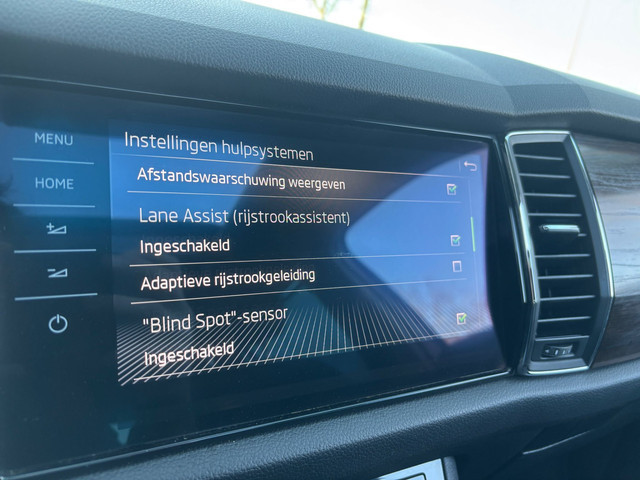 MENU
HOME
Instellingen hulpsystemen
Afstandswaarschuwing weergeven
Lane Assist (rijstrookassistent)
Ingeschakeld
Adaptieve rijstrookgeleiding
"Blind Spot"-sensor
Ingeschakeld